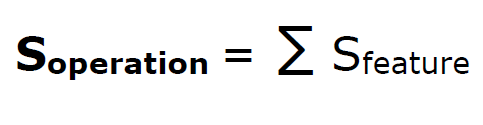 Soperation = ∑ Sfeature